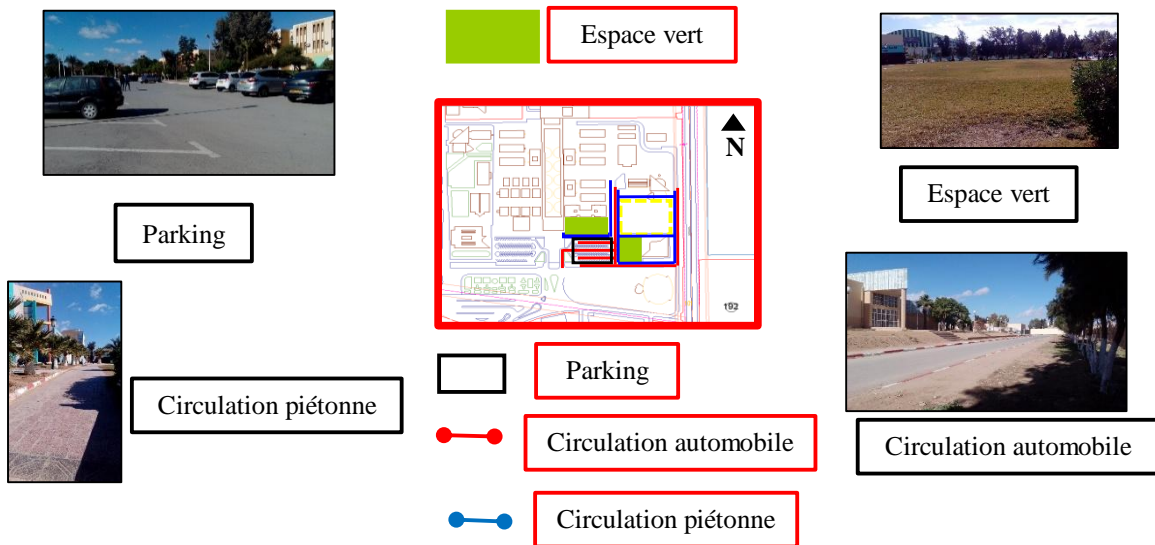 Espace vert
N
192
Parking
Espace vert
Parking
Circulation piétonne
Circulation automobile
Circulation automobile
Circulation piétonne